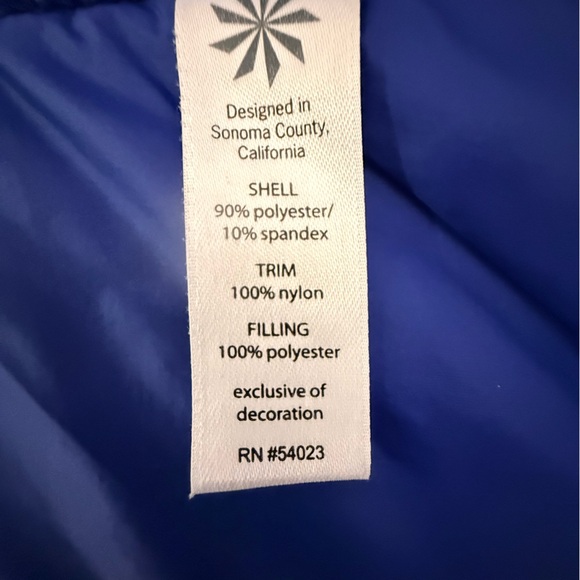 Designed in
Sonoma County,
California
SHELL
90% polyester/
10% spandex
TRIM
100% nylon
FILLING
100% polyester
exclusive of
decoration
RN #54023